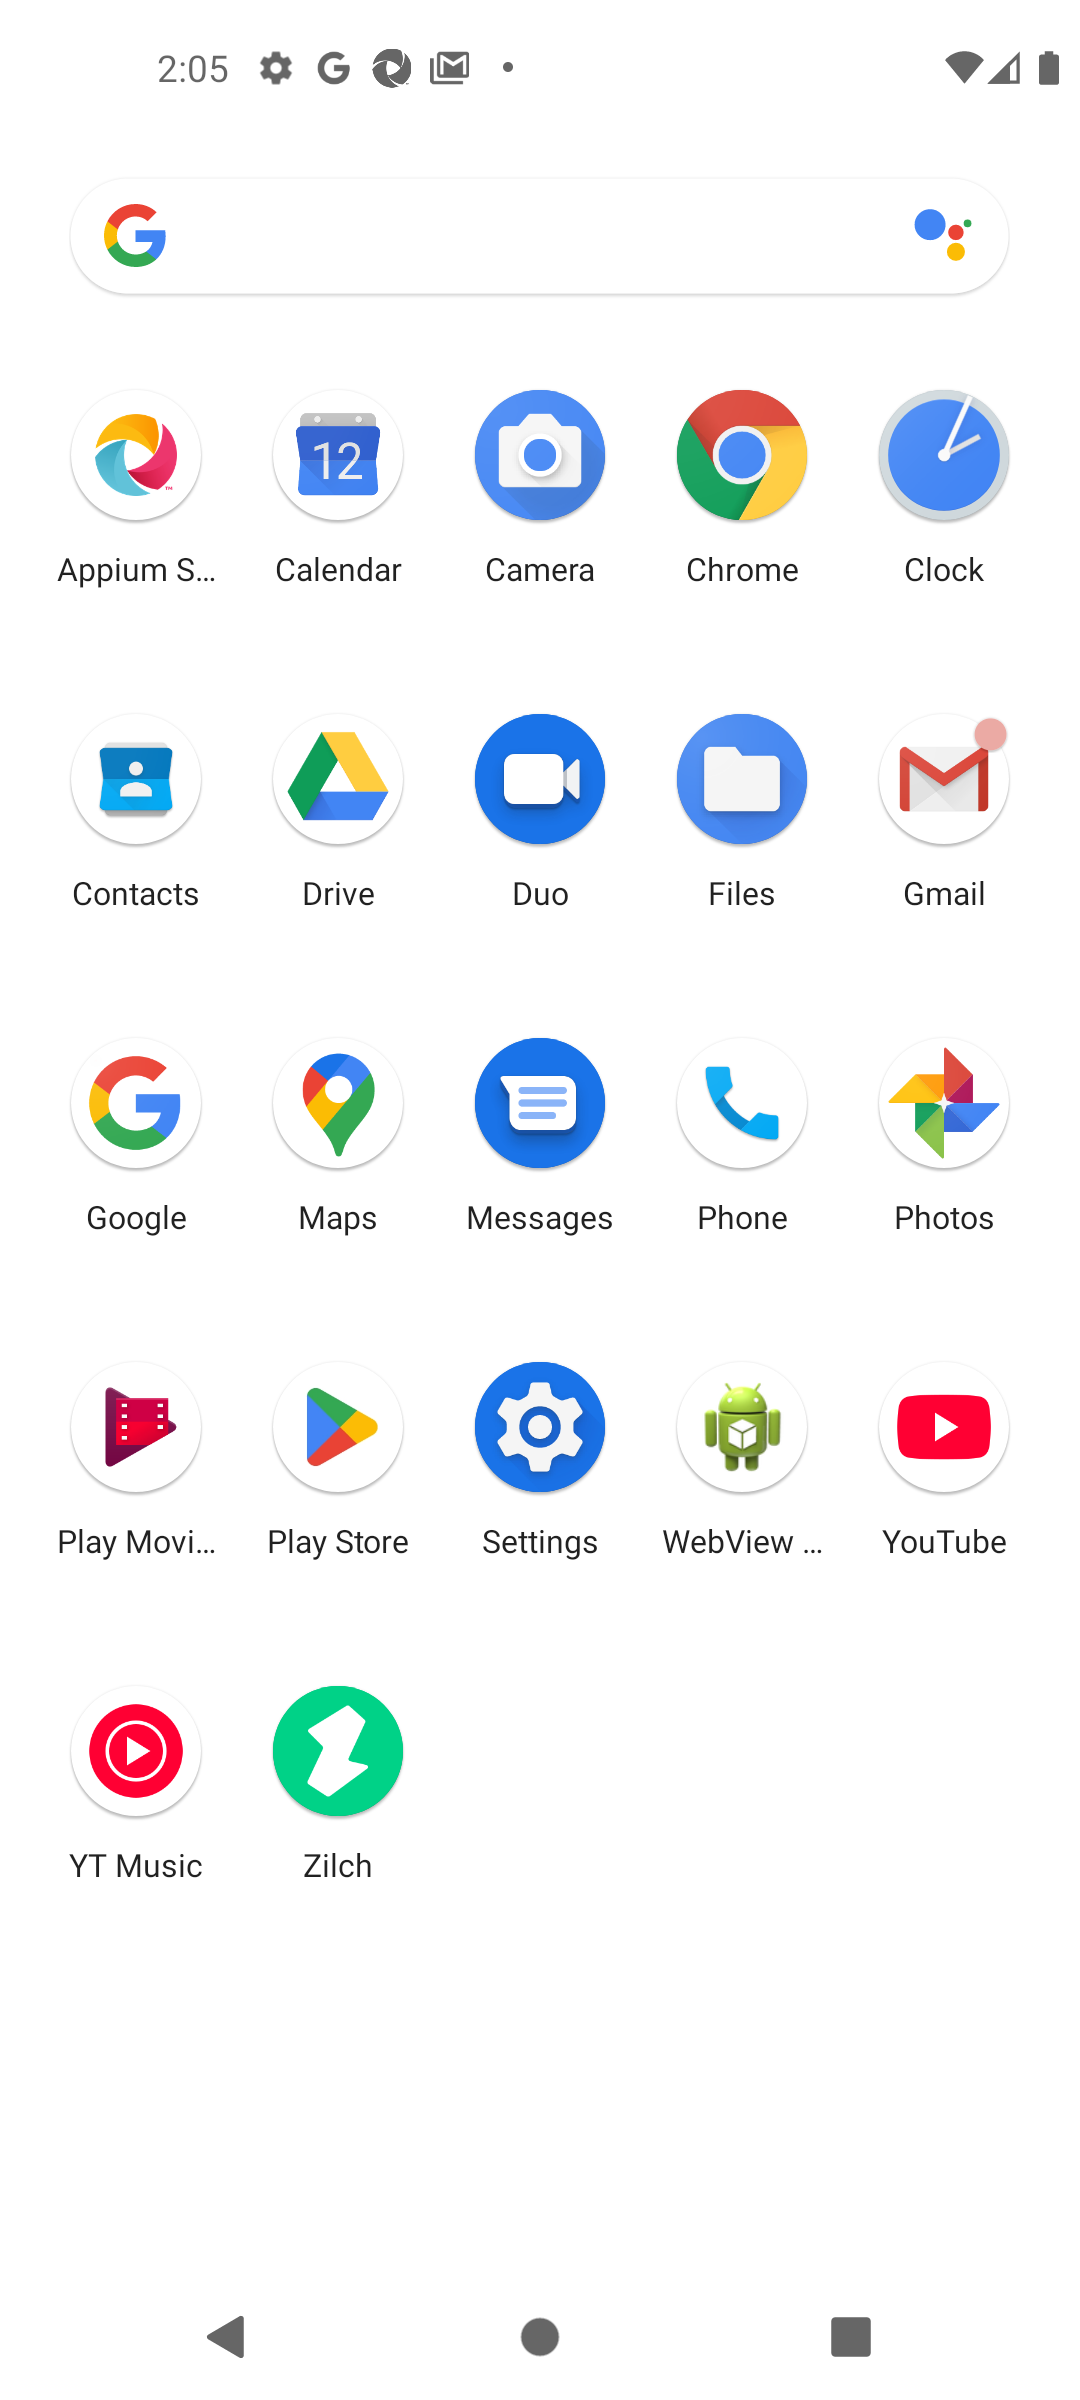 2:05
12
Appium S... Calendar Camera Chrome Clock
Contacts Drive Duo Files Gmail
Google Maps Messages Phone Photos
Play Movi... Play Store Settings WebView ... YouTube
YT Music Zilch